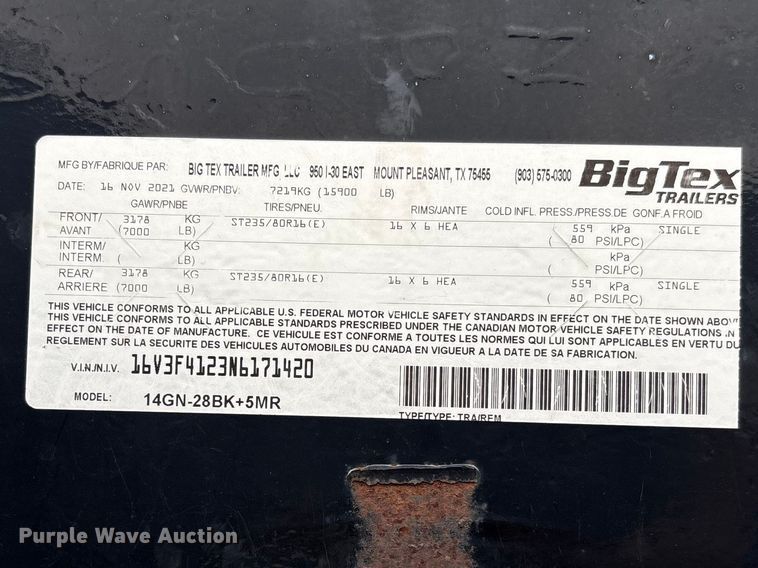 MFG BY/FABRIQUE PAR: BIG TEX TRAILER MFG. LLC 950 I-30 EAST MOUNT PLEASANT, TX 75455 (903) 575-0300
BigTex
TRAILERS
DATE: 16 NOV 2021 GVWR/PNBV: 7219KG (15900 LB)
GAWR/PNBE TIRES/PNEU. RIMS/JANTE COLD INFL. PRESS./PRESS.DE GONF.A FROID
FRONT/ 3178 KG ST235/80R16(E) 16 X 6 HEA 559 kPa SINGLE
AVANT (7000 LB) ( 80 PSI/LPC)
INTERM/ KG kPa
INTERM. ( LB) ( PSI/LPC)
REAR/ 3178 KG ST235/80R16(E) 16 X 6 HEA 559 kPa SINGLE
ARRIERE (7000 LB) ( 80 PSI/LPC)
THIS VEHICLE CONFORMS TO ALL APPLICABLE U.S. FEDERAL MOTOR VEHICLE SAFETY STANDARDS IN EFFECT ON THE DATE SHOWN ABOV
THIS VEHICLE CONFORMS TO ALL APPLICABLE STANDARDS PRESCRIBED UNDER THE CANADIAN MOTOR VEHICLE SAFETY REGULATIONS IN
EFFECT ON THE DATE OF MANUFACTURE. CE VEHICULE EST CONFORME A TOUTES LES NORMES QUI LUI SONT APPLICABLES EN VERTU DU
REGLEMENT SUR LA SECURITE DES VEHICULES AUTOMOBILES DU CANADA EN VIGUEUR A LA DATE DE SA FABRICATION.
V.I.N./N.I.V. 16V3F4123N6171420
MODEL: 14GN-28BK+5MR
TYPE/TYPE: TRA/REM
Purple Wave Auction